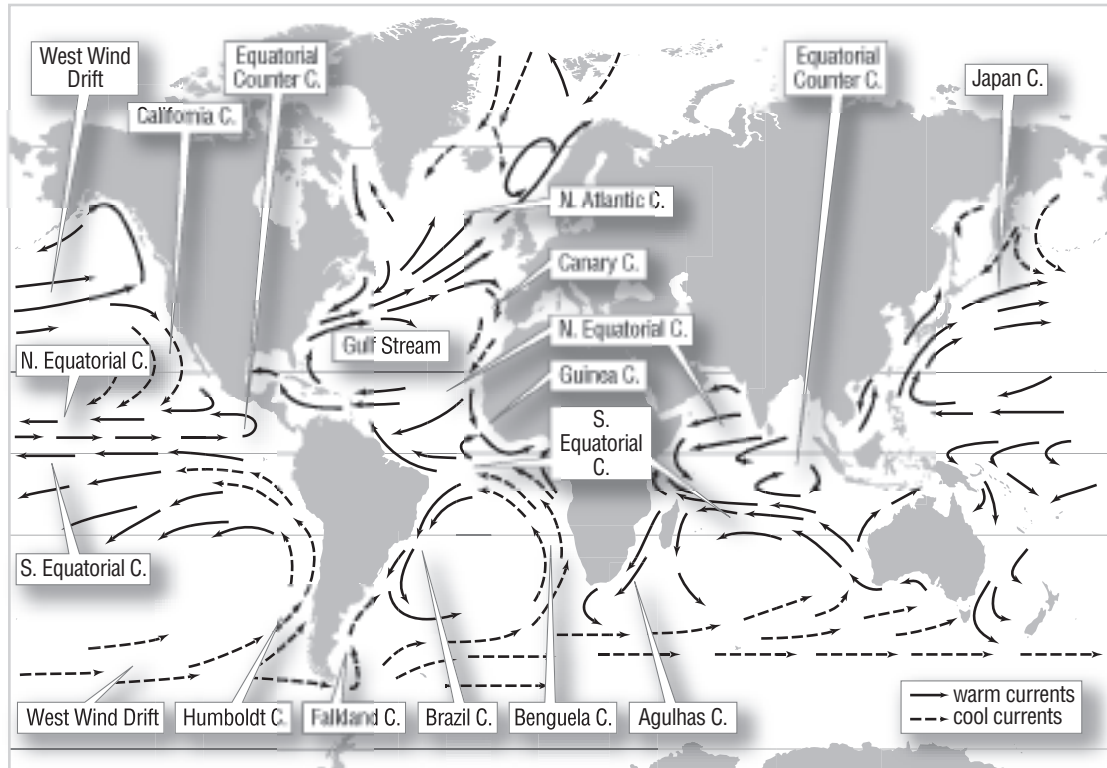 West Wind
Drift
Equatorial
Counter C.
Equatorial
Counter C.
Japan C.
California C.
N. Atlantic C.
Canary C.
N. Equatorial C.
Gulf Stream
N. Equatorial C.
Guinea C.
S.
Equatorial
C.
S. Equatorial C.
West Wind Drift
Humboldt C.
Falkland C.
Brazil C.
Benguela C.
Agulhas C.
warm currents
cool currents